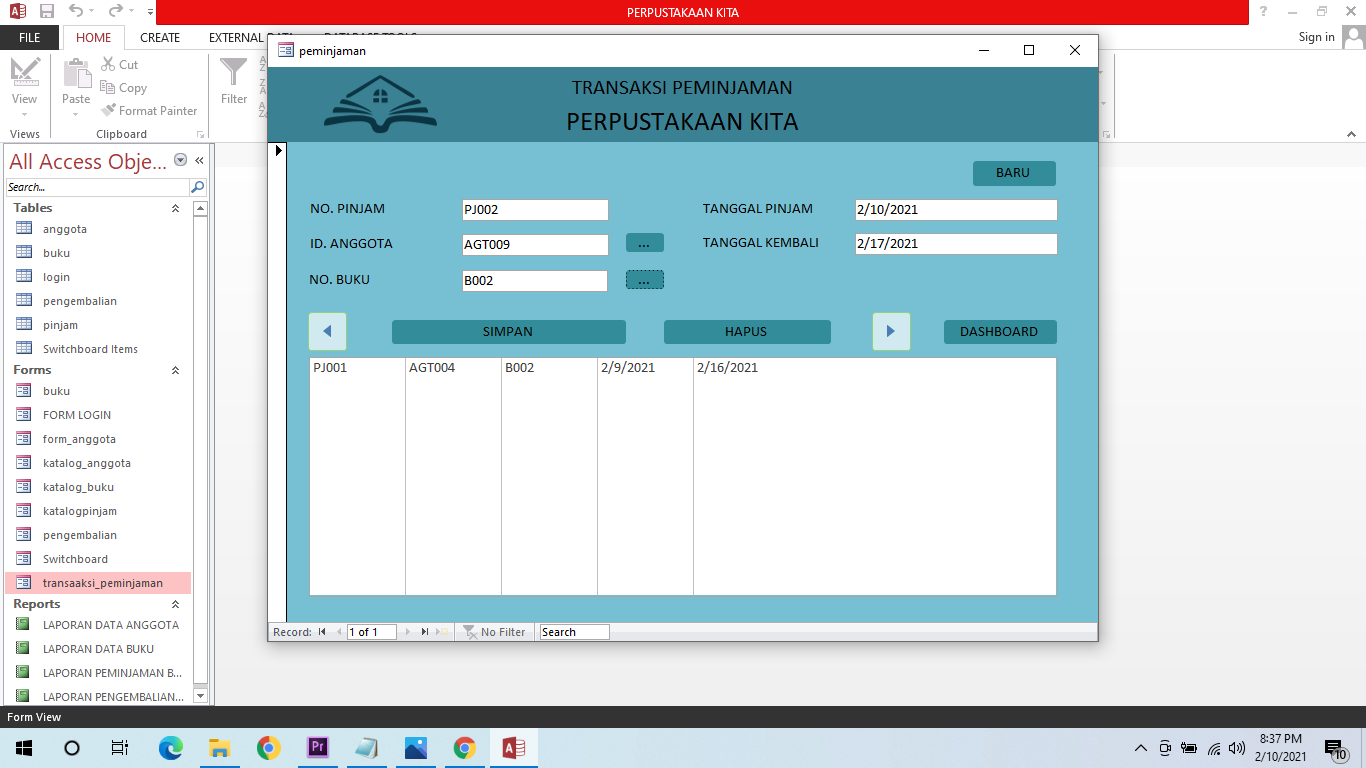 PERPUSTAKAAN KITA
FILE HOME CREATE EXTERNAL DATA DATABASE TOOLS Sign in
View
Views
Paste
Cut
Copy
Format Painter
Clipboard
Filter
All Access Obje...
Search...
Tables
anggota
buku
login
pengembalian
pinjam
Switchboard Items
Forms
buku
FORM LOGIN
form_anggota
katalog_anggota
katalog_buku
katalogpinjam
pengembalian
Switchboard
transaaksi_peminjaman
Reports
LAPORAN DATA ANGGOTA
LAPORAN DATA BUKU
LAPORAN PEMINJAMAN B...
LAPORAN PENGEMBALIAN...
peminjaman
TRANSAKSI PEMINJAMAN
PERPUSTAKAAN KITA
BARU
NO. PINJAM PJ002 TANGGAL PINJAM 2/10/2021
ID. ANGGOTA AGT009 ... TANGGAL KEMBALI 2/17/2021
NO. BUKU B002 ...
SIMPAN HAPUS DASHBOARD
PJ001 AGT004 B002 2/9/2021 2/16/2021
Record: 1 of 1 No Filter Search
Form View
Pr
8:37 PM
2/10/2021
10